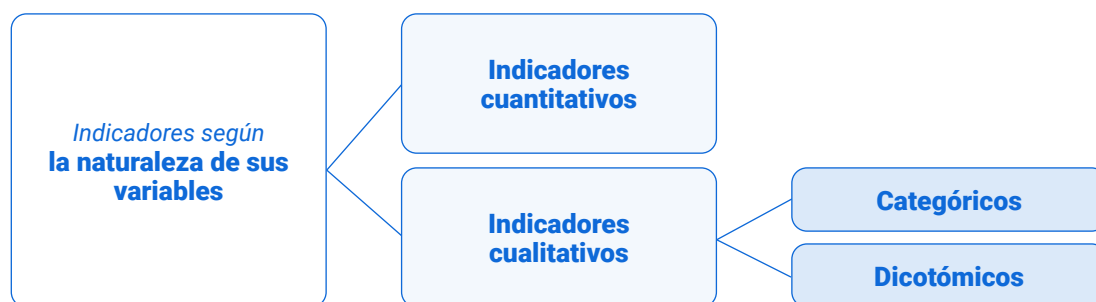 Indicadores según
la naturaleza de sus
variables
Indicadores
cuantitativos
Indicadores
cualitativos
Categóricos
Dicotómicos